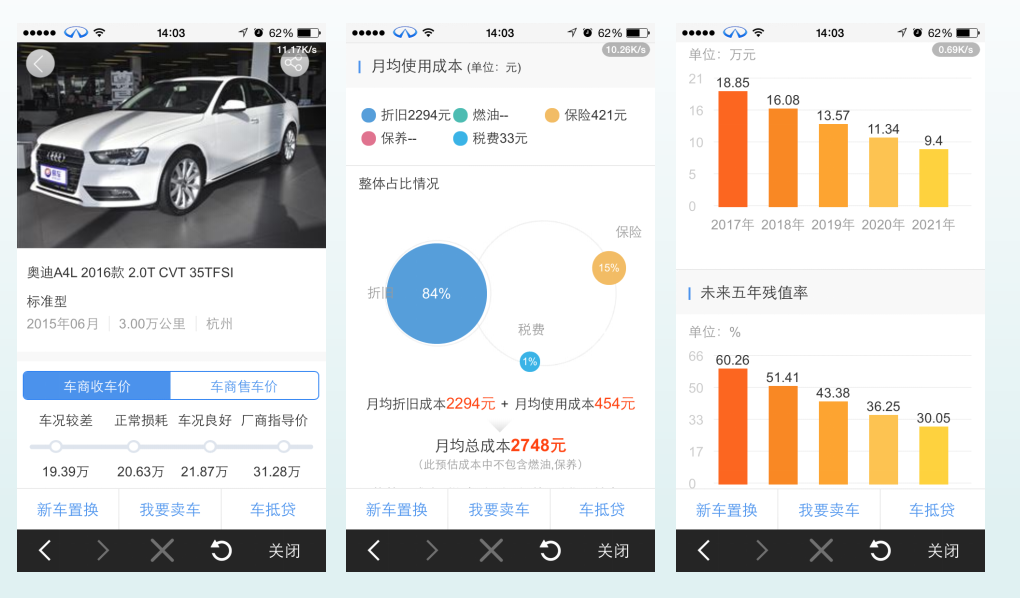 14:03
62%
11.17K/s
奥迪A4L 2016款 2.0T CVT 35TFSI
标准型
2015年06月 3.00万公里 杭州
车商收车价 车商售车价
车况较差 正常损耗 车况良好 厂商指导价
19.39万 20.63万 21.87万 31.28万
新车置换 我要卖车 车抵贷
关闭
14:03
62%
10.26K/s
月均使用成本 (单位：元)
折旧2294元 燃油-- 保险421元
保养-- 税费33元
整体占比情况
保险
15%
折旧
84%
税费
1%
月均折旧成本2294元 + 月均使用成本454元
月均总成本2748元
(此预估成本中不包含燃油,保养)
新车置换 我要卖车 车抵贷
关闭
14:03
62%
0.69K/s
单位：万元
21
18.85
16.08
16
13.57
11.34
10
9.4
5
0
2017年 2018年 2019年 2020年 2021年
未来五年残值率
单位：%
66
60.26
51.41
50
43.38
36.25
33
30.05
17
0
新车置换 我要卖车 车抵贷
关闭